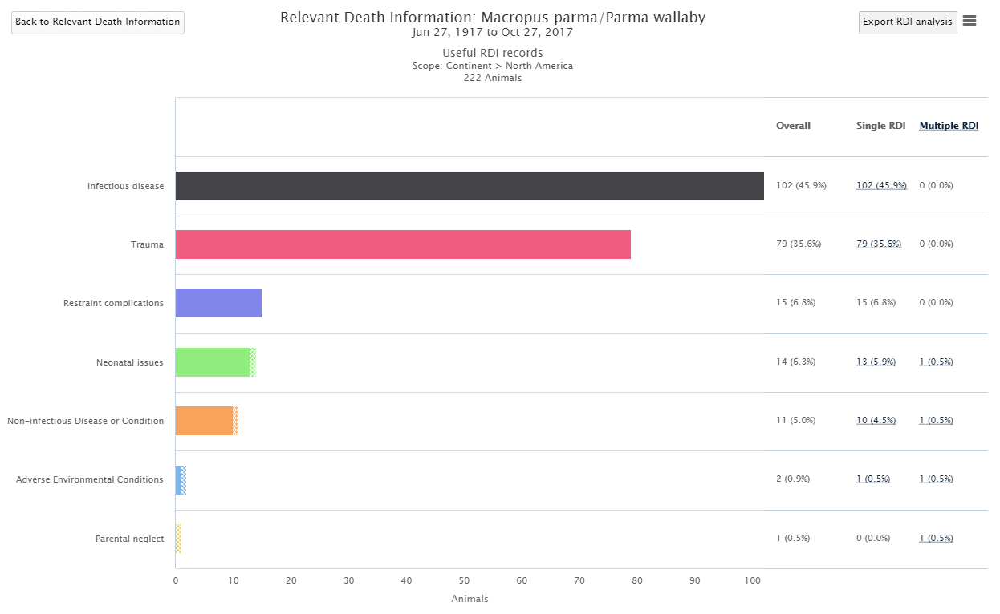 Back to Relevant Death Information
Relevant Death Information: Macropus parma/Parma wallaby
Export RDI analysis
Jun 27, 1917 to Oct 27, 2017
Useful RDI records
Scope: Continent > North America
222 Animals
Overall Single RDI Multiple RDI
Infectious disease 102 (45.9%) 102 (45.9%) 0 (0.0%)
Trauma 79 (35.6%) 79 (35.6%) 0 (0.0%)
Restraint complications 15 (6.8%) 15 (6.8%) 0 (0.0%)
Neonatal issues 14 (6.3%) 13 (5.9%) 1 (0.5%)
Non-infectious Disease or Condition 11 (5.0%) 10 (4.5%) 1 (0.5%)
Adverse Environmental Conditions 2 (0.9%) 1 (0.5%) 1 (0.5%)
Parental neglect 1 (0.5%) 0 (0.0%) 1 (0.5%)
0 10 20 30 40 50 60 70 80 90 100
Animals